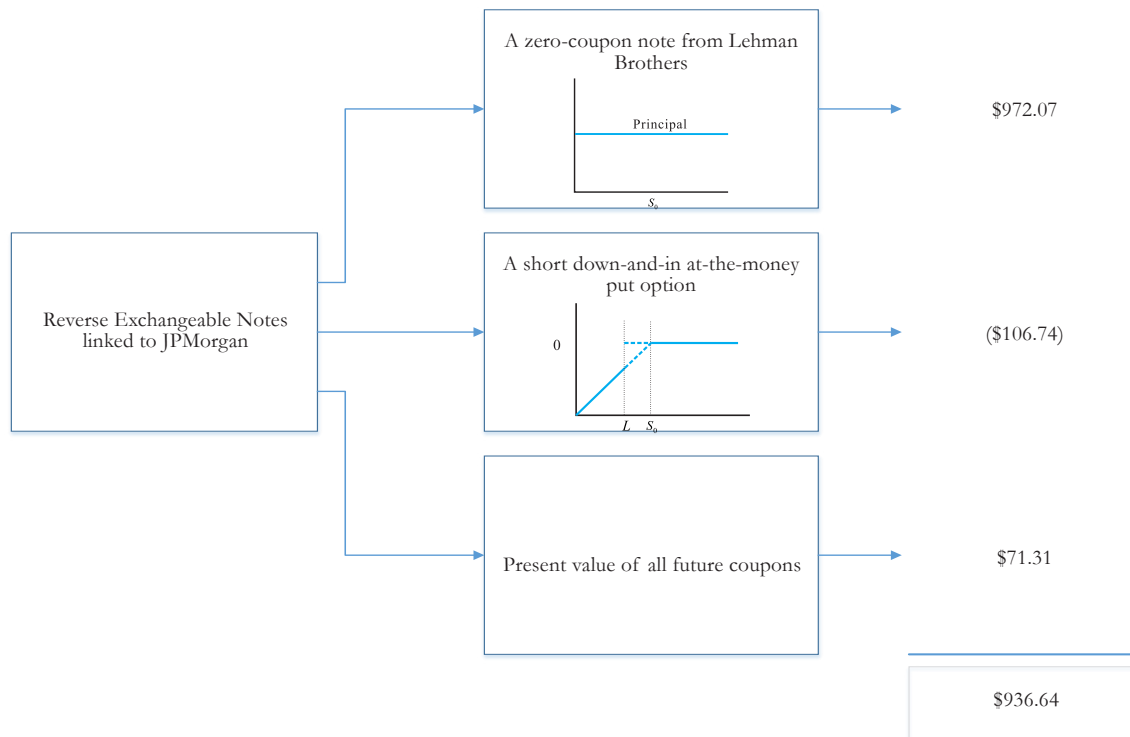 A zero-coupon note from Lehman
Brothers
Principal
S₀
$972.07
Reverse Exchangeable Notes
linked to JPMorgan
A short down-and-in at-the-money
put option
0
L S₀
($106.74)
Present value of all future coupons
$71.31
$936.64